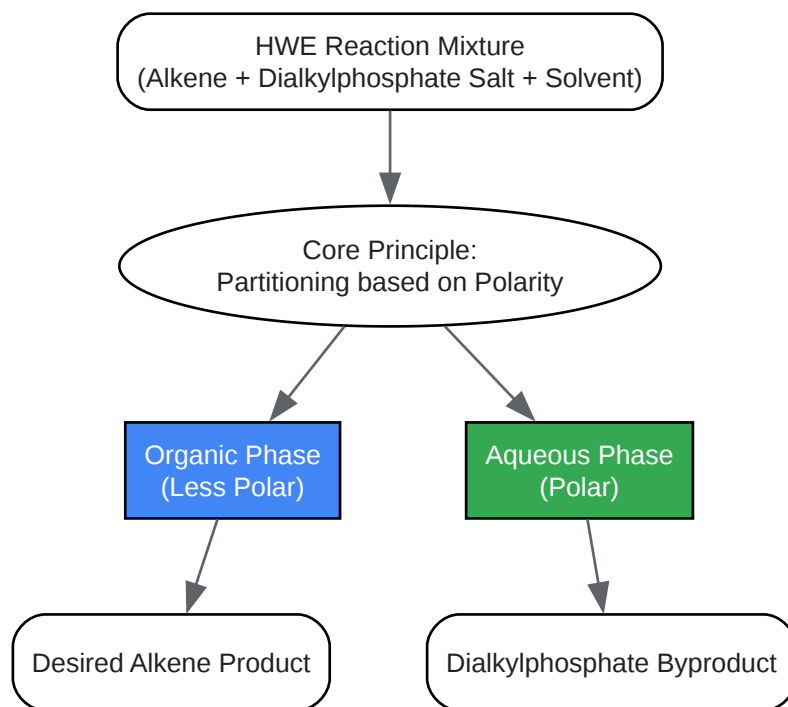 HWE Reaction Mixture
(Alkene + Dialkylphosphate Salt + Solvent)
Core Principle:
Partitioning based on Polarity
Organic Phase
(Less Polar)
Aqueous Phase
(Polar)
Desired Alkene Product
Dialkylphosphate Byproduct